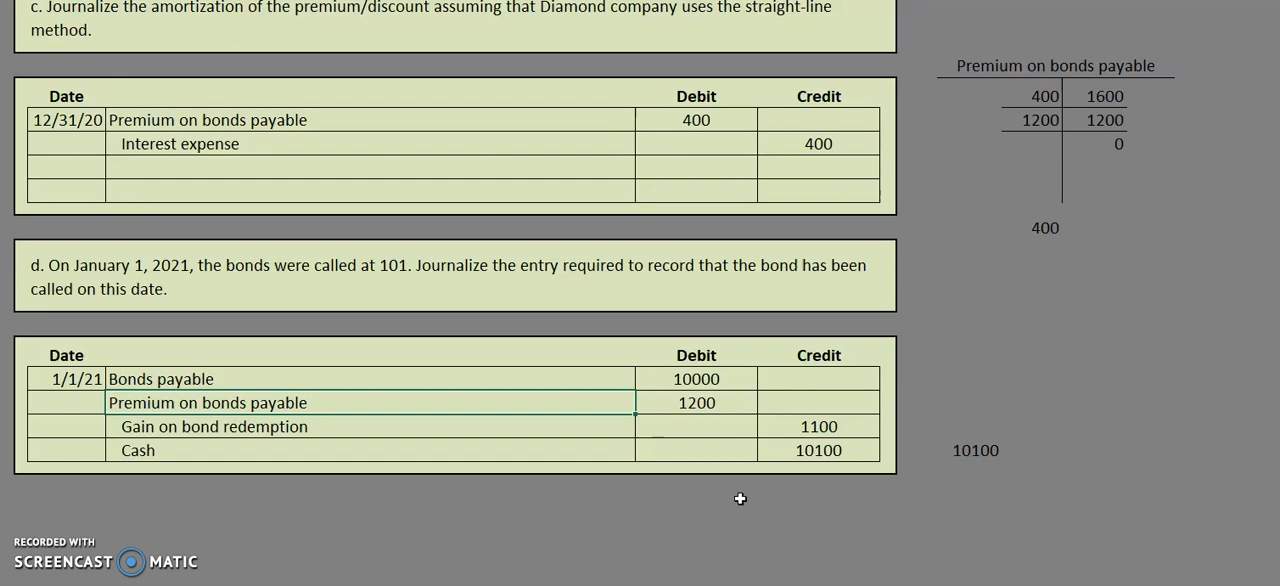 c. Journalize the amortization of the premium/discount assuming that Diamond company uses the straight-line
method.
Premium on bonds payable
400 1600
1200 1200
0
400
Date Debit Credit
12/31/20 Premium on bonds payable 400
Interest expense 400
d. On January 1, 2021, the bonds were called at 101. Journalize the entry required to record that the bond has been
called on this date.
Date Debit Credit
1/1/21 Bonds payable 10000
Premium on bonds payable 1200
Gain on bond redemption 1100
Cash 10100 10100
RECORDED WITH
SCREENCAST MATIC